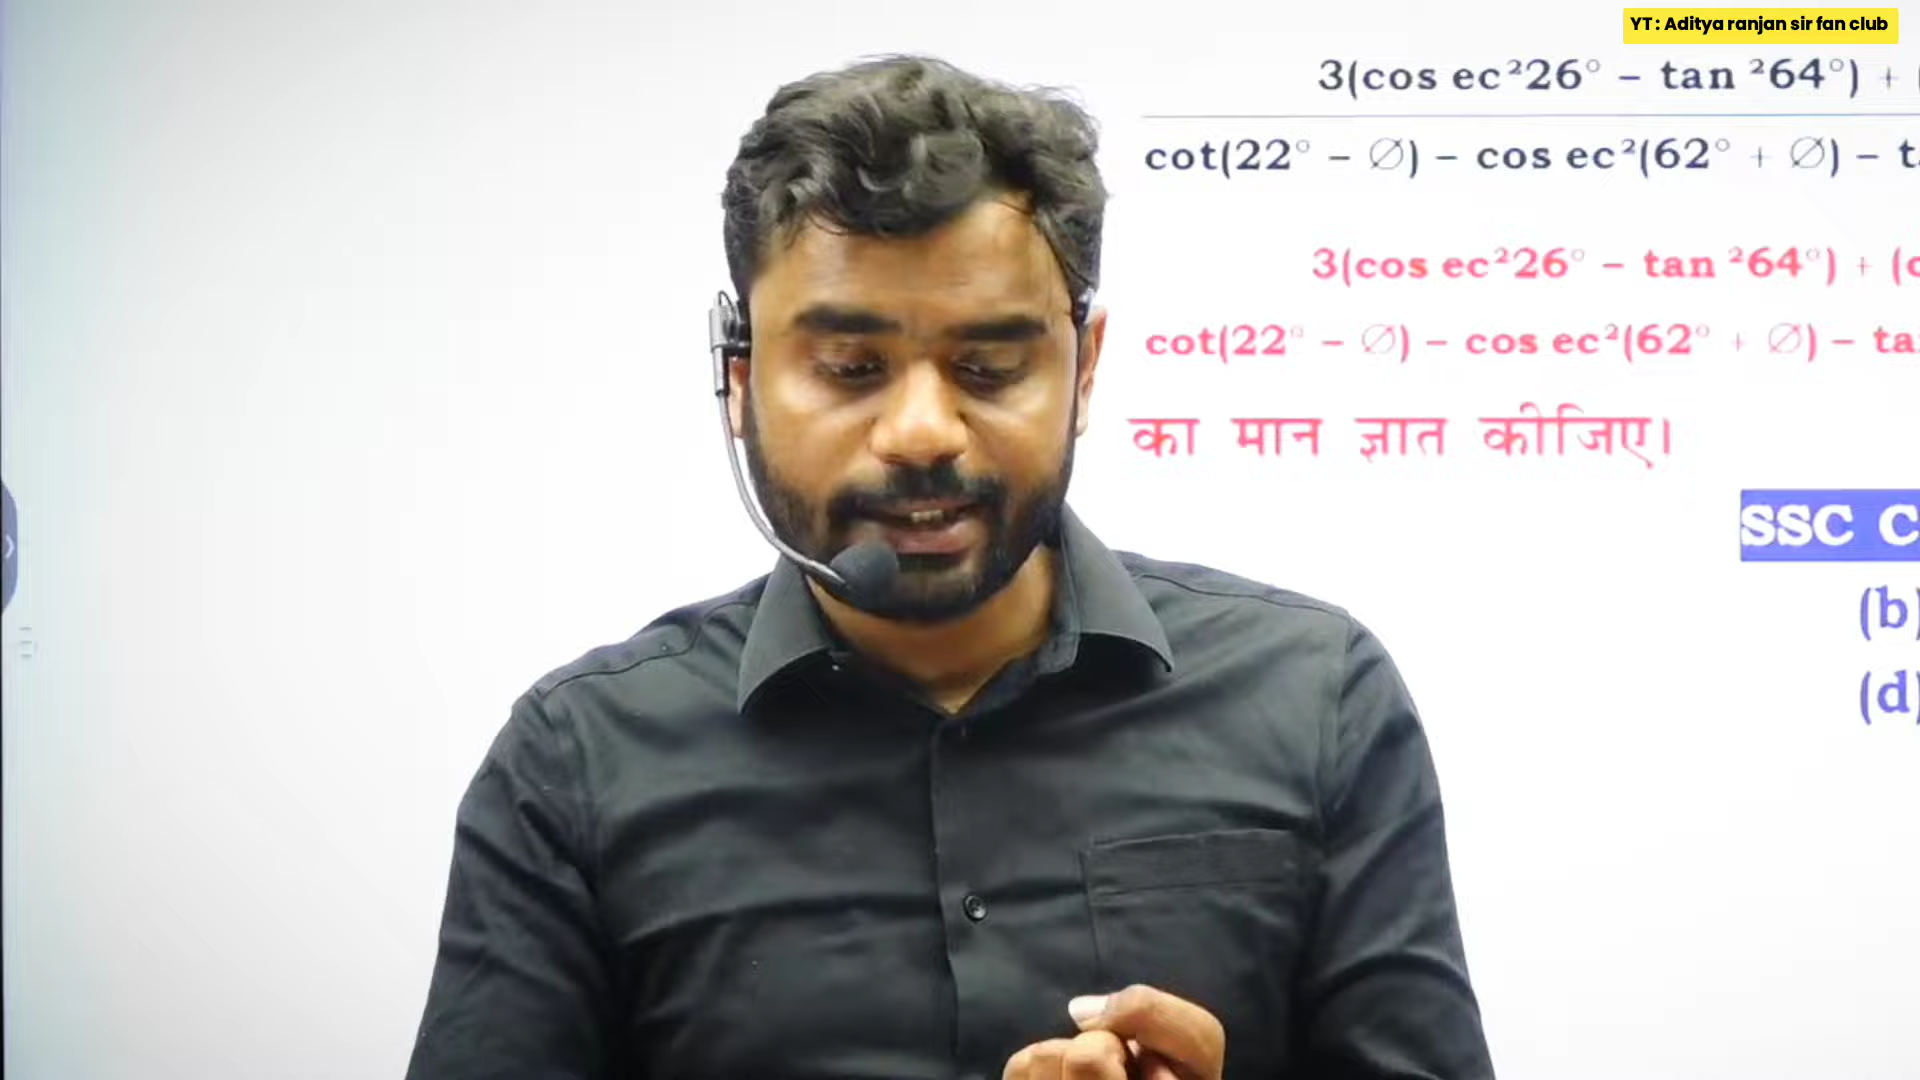 YT: Aditya ranjan sir fan club
3(cos ec²26° – tan ²64°) + (
cot(22° – ∅) – cos ec²(62° + ∅) – t
3(cos ec²26° – tan ²64°) + (c
cot(22° – ∅) – cos ec²(62° + ∅) – ta
का मान ज्ञात कीजिए।
SSC C
(b)
(d)